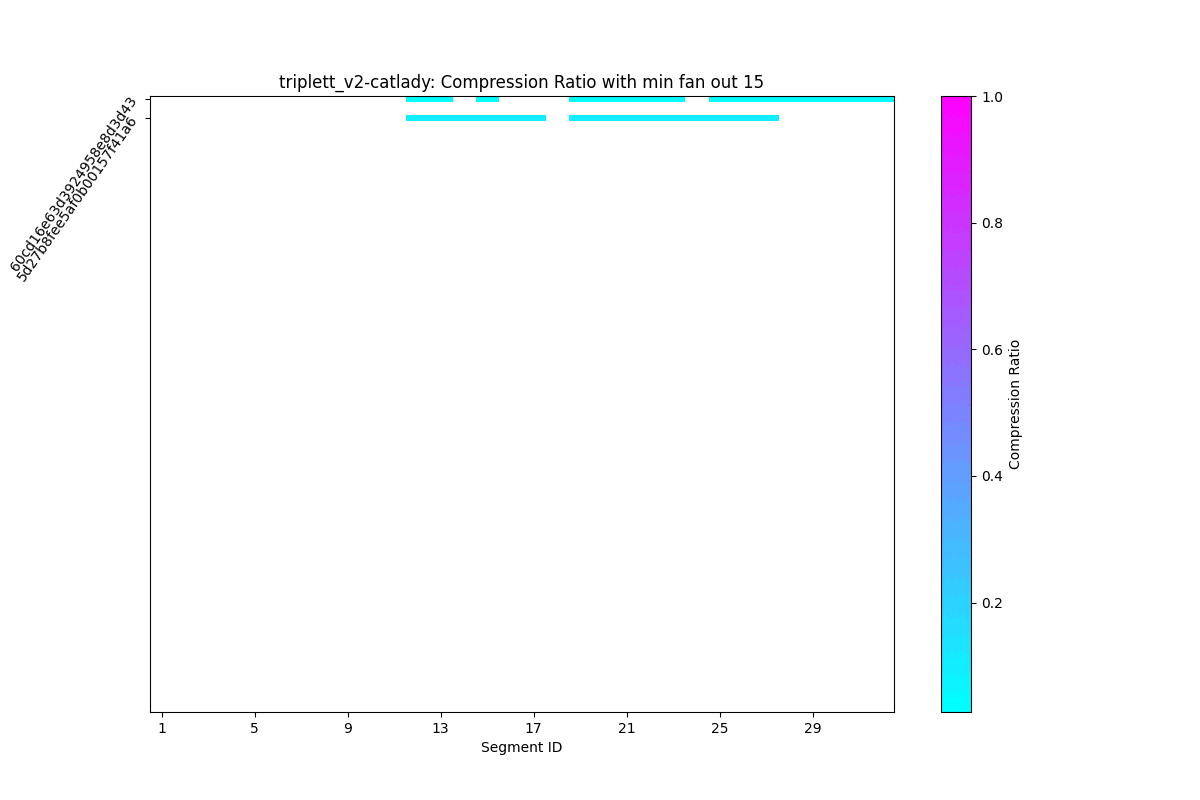 triplett_v2-catlady: Compression Ratio with min fan out 15
60cd16e63d3924958e8d3d43
5d27b8fee5af0b00157f41a6
1 5 9 13 17 21 25 29
Segment ID
1.0
0.8
0.6
0.4
0.2
Compression Ratio